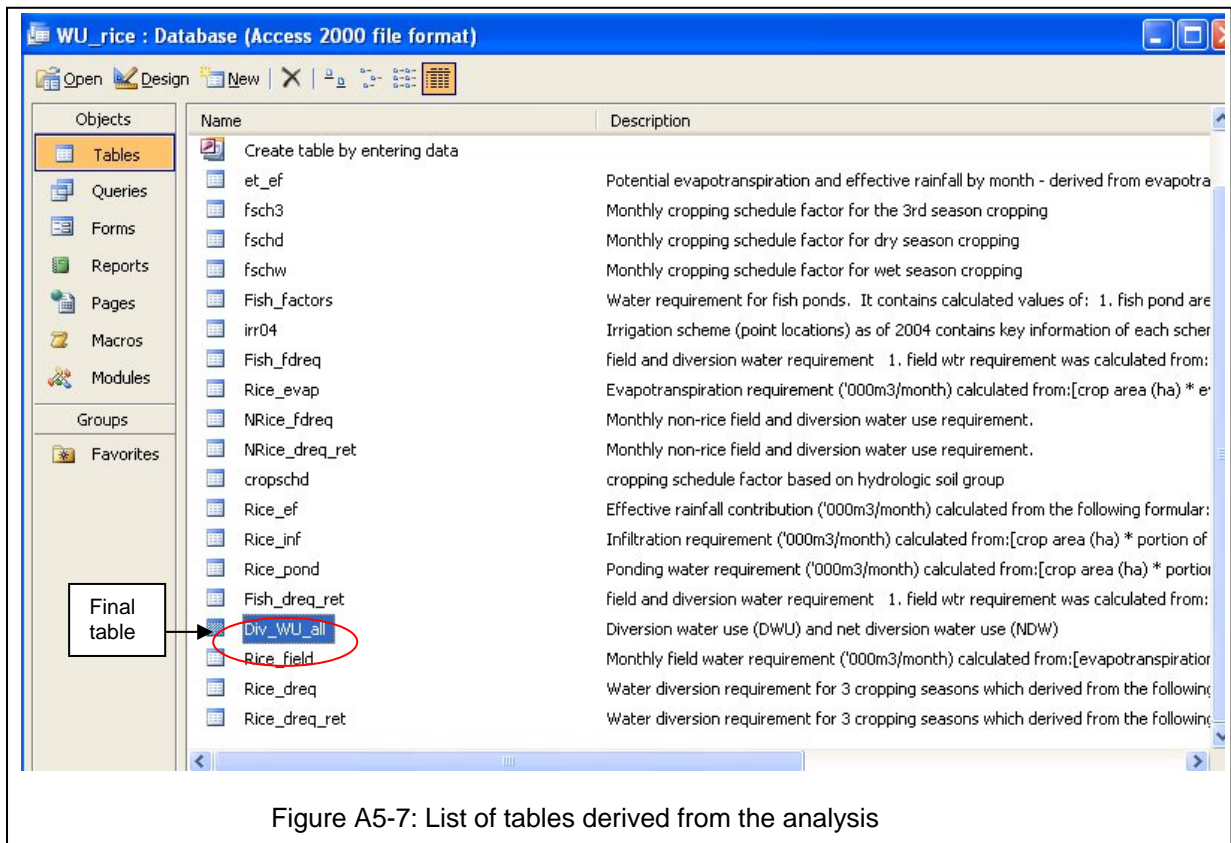 WU_rice : Database (Access 2000 file format)
Open Design New
Objects Name Description
Tables
Queries
Forms
Reports
Pages
Macros
Modules
Groups
Favorites
Create table by entering data
et_ef Potential evapotranspiration and effective rainfall by month - derived from evapotra
fsch3 Monthly cropping schedule factor for the 3rd season cropping
fschd Monthly cropping schedule factor for dry season cropping
fschw Monthly cropping schedule factor for wet season cropping
Fish_factors Water requirement for fish ponds. It contains calculated values of: 1. fish pond are
irr04 Irrigation scheme (point locations) as of 2004 contains key information of each scher
Fish_fdreq field and diversion water requirement 1. field wtr requirement was calculated from:
Rice_evap Evapotranspiration requirement ('000m3/month) calculated from:[crop area (ha) * e
NRice_fdreq Monthly non-rice field and diversion water use requirement.
NRice_dreq_ret Monthly non-rice field and diversion water use requirement.
cropschd cropping schedule factor based on hydrologic soil group
Rice_ef Effective rainfall contribution ('000m3/month) calculated from the following formular:
Rice_inf Infiltration requirement ('000m3/month) calculated from:[crop area (ha) * portion of
Rice_pond Ponding water requirement ('000m3/month) calculated from:[crop area (ha) * portio
Fish_dreq_ret field and diversion water requirement 1. field wtr requirement was calculated from:
Div_WU_all Diversion water use (DWU) and net diversion water use (NDW)
Rice_field Monthly field water requirement ('000m3/month) calculated from:[evapotranspiration
Rice_dreq Water diversion requirement for 3 cropping seasons which derived from the following
Rice_dreq_ret Water diversion requirement for 3 cropping seasons which derived from the following
Final
table
Figure A5-7: List of tables derived from the analysis